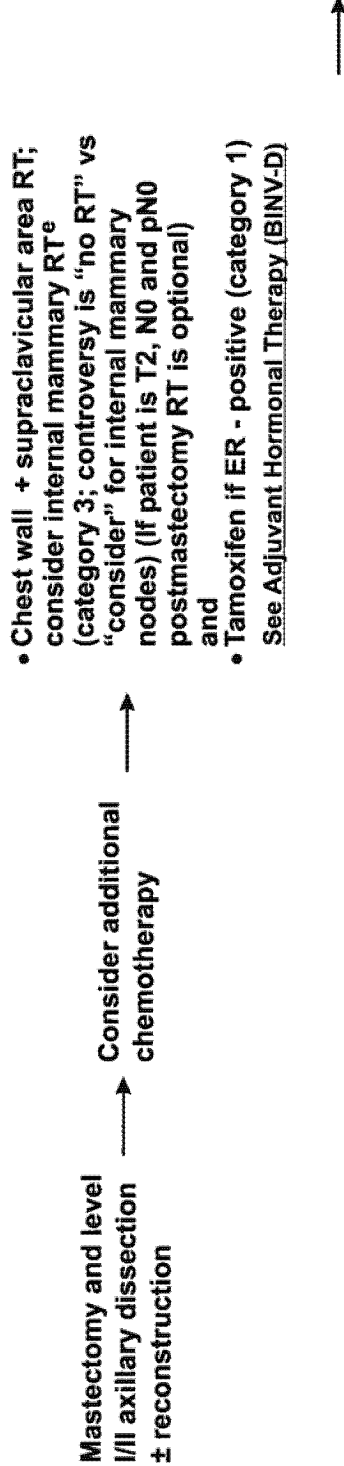 Mastectomy and level
I/II axillary dissection
± reconstruction
Consider additional
chemotherapy
• Chest wall + supraclavicular area RT;
consider internal mammary RTe
(category 3; controversy is “no RT” vs
“consider” for internal mammary
nodes) (If patient is T2, N0 and pN0
postmastectomy RT is optional)
and
• Tamoxifen if ER - positive (category 1)
See Adjuvant Hormonal Therapy (BINV-D)